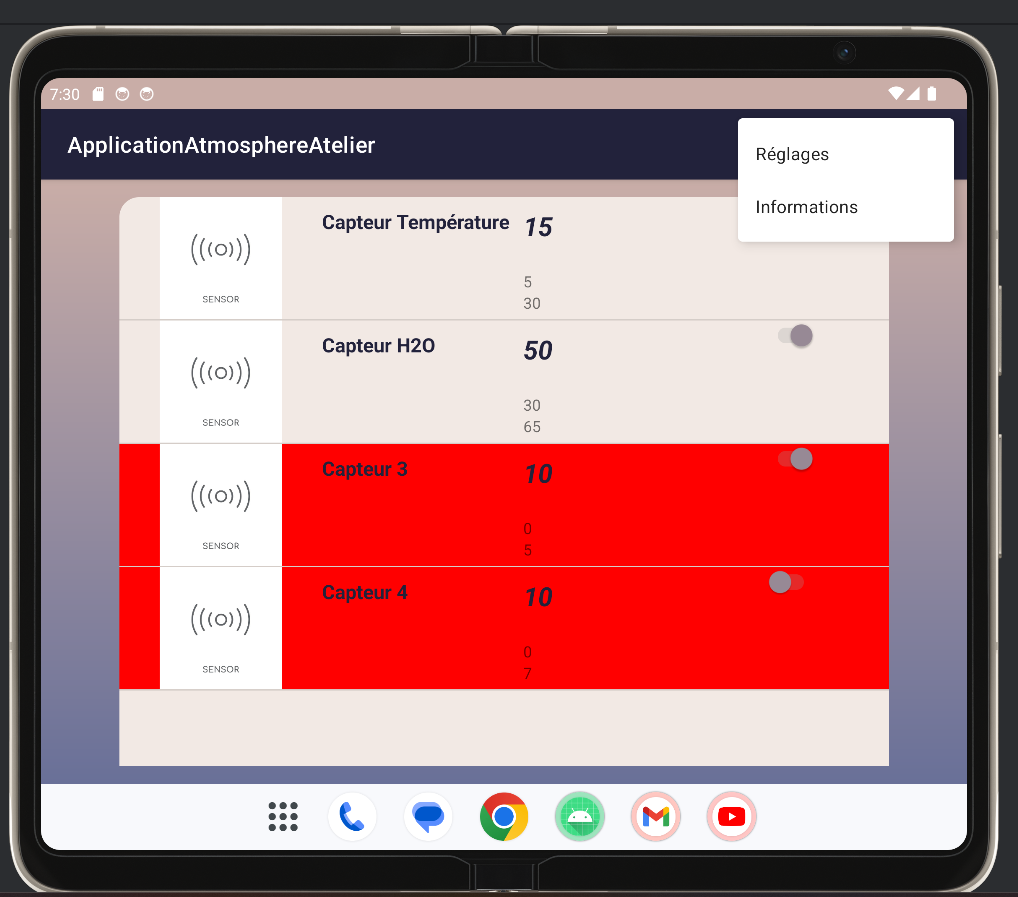 7:30
ApplicationAtmosphereAtelier
Réglages
Informations
Capteur Température
15
SENSOR
5
30
Capteur H2O
50
SENSOR
30
65
Capteur 3
10
SENSOR
0
5
Capteur 4
10
SENSOR
0
7